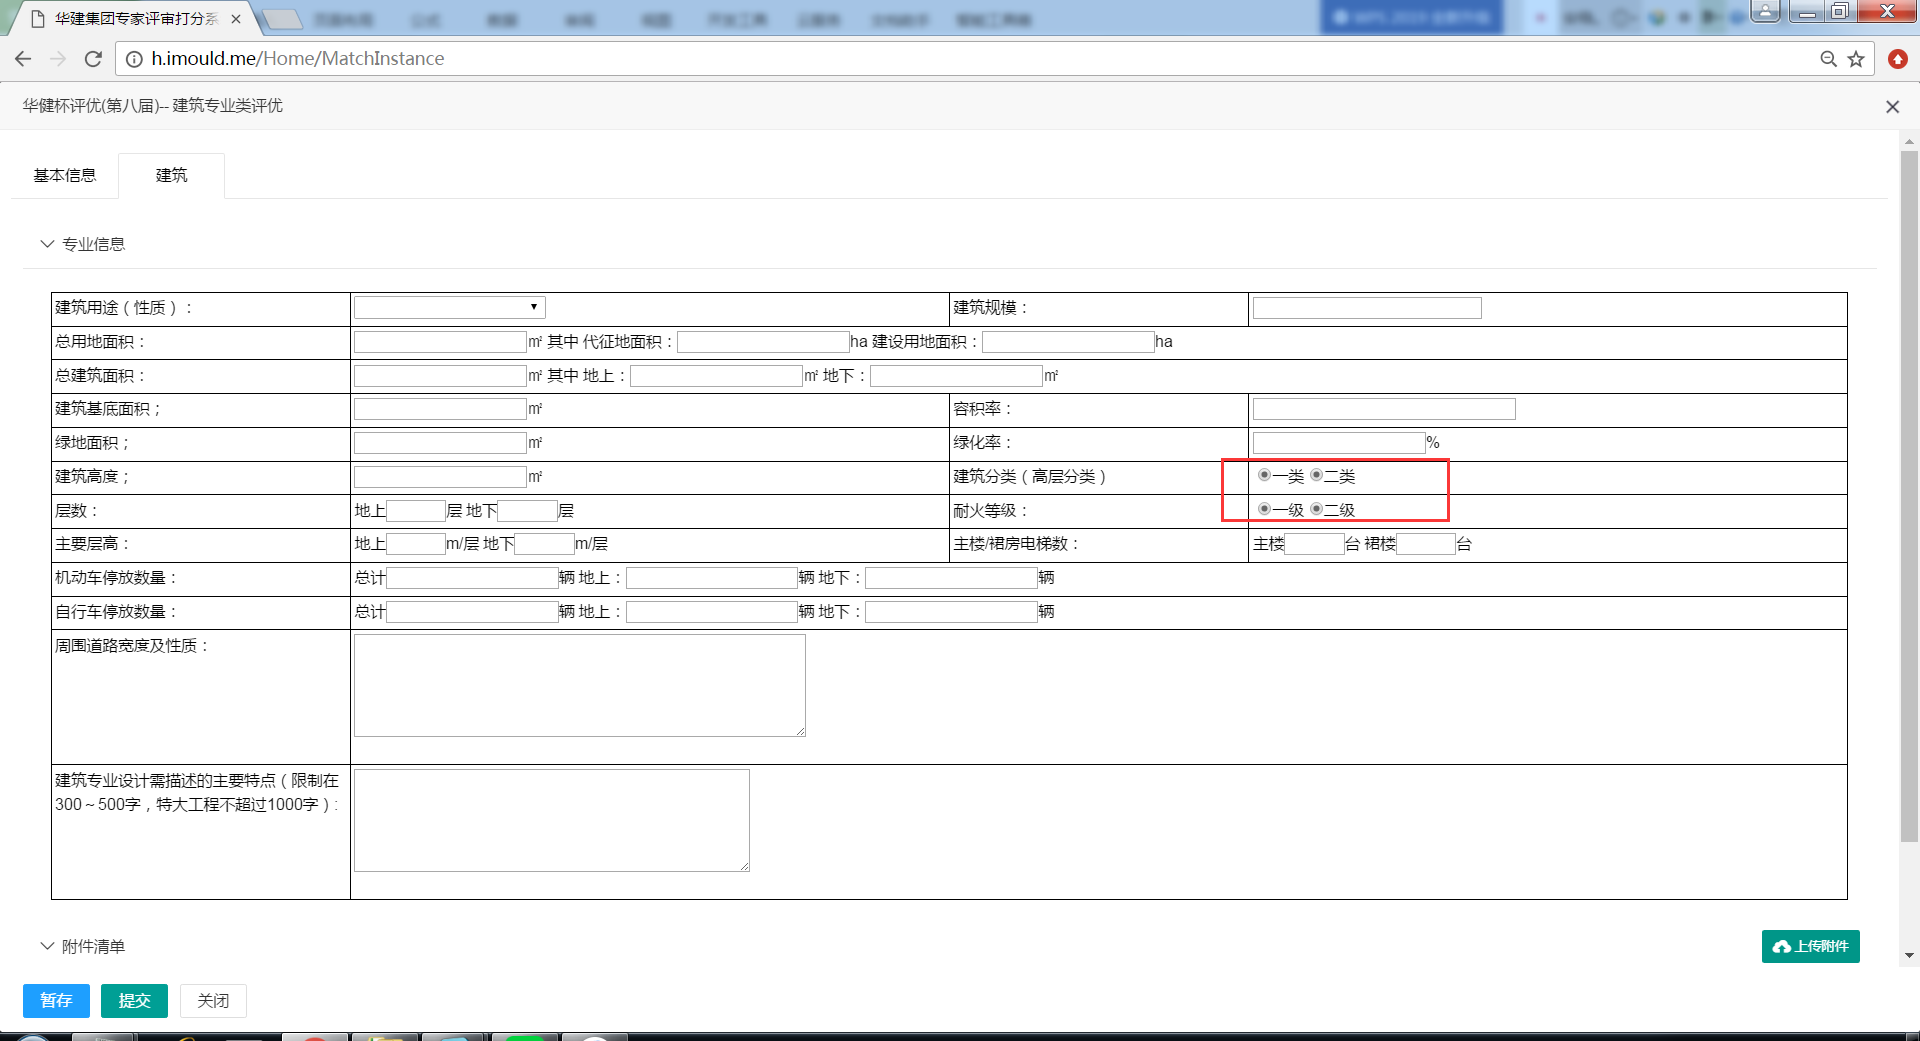 华建集团专家评审打分系
h.imould.me/Home/MatchInstance
华健杯评优(第八届)-- 建筑专业类评优
基本信息 建筑
专业信息
建筑用途（性质）： 建筑规模：
总用地面积： ㎡ 其中 代征地面积： ha 建设用地面积： ha
总建筑面积： ㎡ 其中 地上： ㎡ 地下： ㎡
建筑基底面积； ㎡ 容积率：
绿地面积； ㎡ 绿化率： %
建筑高度； ㎡ 建筑分类（高层分类） 一类 二类
层数： 地上 层 地下 层 耐火等级： 一级 二级
主要层高： 地上 m/层 地下 m/层 主楼/裙房电梯数： 主楼 台 裙楼 台
机动车停放数量： 总计 辆 地上： 辆 地下： 辆
自行车停放数量： 总计 辆 地上： 辆 地下： 辆
周围道路宽度及性质：
建筑专业设计需描述的主要特点（限制在
300～500字，特大工程不超过1000字）:
附件清单 上传附件
暂存 提交 关闭